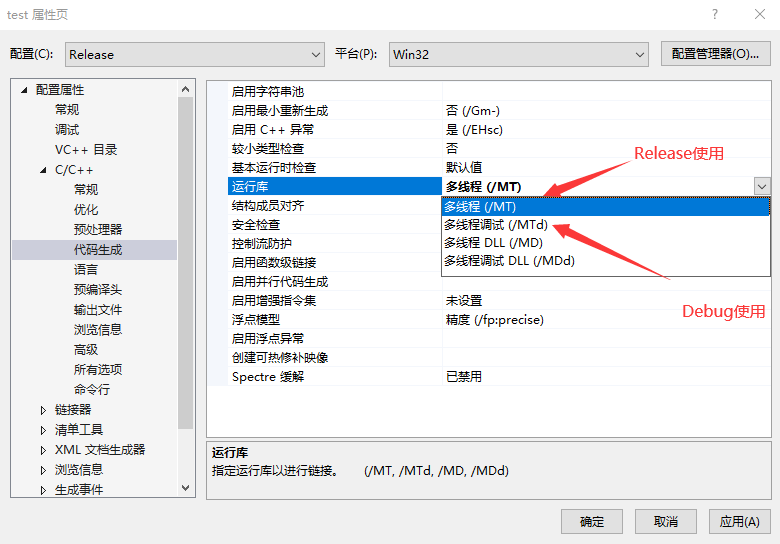 test 属性页
配置(C): Release 平台(P): Win32 配置管理器(O)...
配置属性
常规
调试
VC++ 目录
C/C++
常规
优化
预处理器
代码生成
语言
预编译头
输出文件
浏览信息
高级
所有选项
命令行
链接器
清单工具
XML 文档生成器
浏览信息
生成事件
启用字符串池
启用最小重新生成 否 (/Gm-)
启用 C++ 异常 是 (/EHsc)
较小类型检查 否
基本运行时检查 默认值
运行库 多线程 (/MT)
结构成员对齐
安全检查
控制流防护
启用函数级链接
启用并行代码生成
启用增强指令集 未设置
浮点模型 精度 (/fp:precise)
启用浮点异常
创建可热修补映像
Spectre 缓解 已禁用
多线程 (/MT)
多线程调试 (/MTd)
多线程 DLL (/MD)
多线程调试 DLL (/MDd)
Release使用
Debug使用
运行库
指定运行库以进行链接。 (/MT, /MTd, /MD, /MDd)
确定 取消 应用(A)